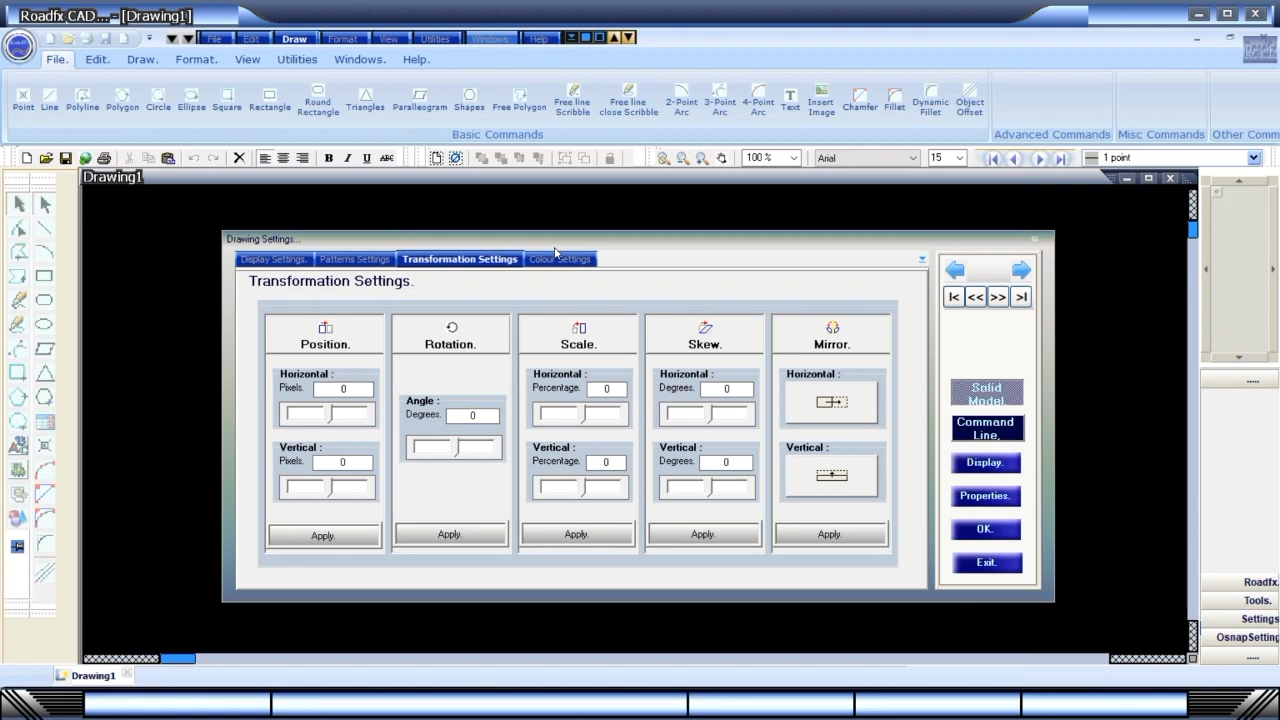 Roadfx CAD... - [Drawing1]
File Edit Draw Format View Utilities Windows Help
File. Edit. Draw. Format. View Utilities Windows. Help.
Point Line Polyline Polygon Circle Ellipse Square Rectangle Round Rectangle Triangles Parallelogram Shapes Free Polygon Free line Scribble Free line close Scribble 2-Point Arc 3-Point Arc 4-Point Arc Text Insert Image Chamfer Fillet Dynamic Fillet Object Offset
Basic Commands Advanced Commands Misc Commands Other Comm
B I U ABC 100 % Arial 15 1 point
Drawing1
Drawing Settings...
Display Settings. Patterns Settings Transformation Settings Colour Settings
Transformation Settings.
Position. Rotation. Scale. Skew. Mirror.
Horizontal : Horizontal : Horizontal : Horizontal :
Pixels. 0 Percentage. 0 Degrees. 0
Angle :
Degrees. 0
Vertical : Vertical : Vertical : Vertical :
Pixels. 0 Percentage. 0 Degrees. 0
Apply. Apply. Apply. Apply. Apply.
|< << >> >|
Solid Model.
Command Line,
Display.
Properties.
OK.
Exit.
.....
Roadfx.
Tools.
Settings
OsnapSetting
.....
Drawing1